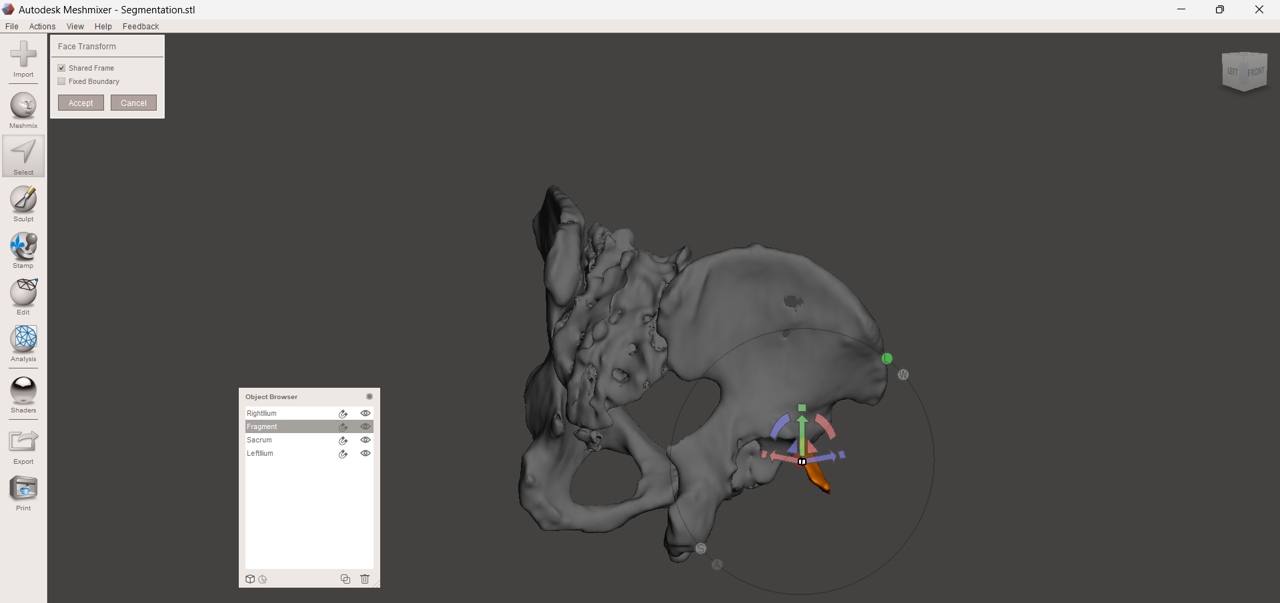 Autodesk Meshmixer - Segmentation.stl
File Actions View Help Feedback
Import
Meshmix
Select
Sculpt
Stamp
Edit
Analysis
Shaders
Export
Print
Face Transform
Shared Frame
Fixed Boundary
Accept Cancel
LEFT FRONT
W
S
A
Object Browser
RightIlium
Fragment
Sacrum
LeftIlium